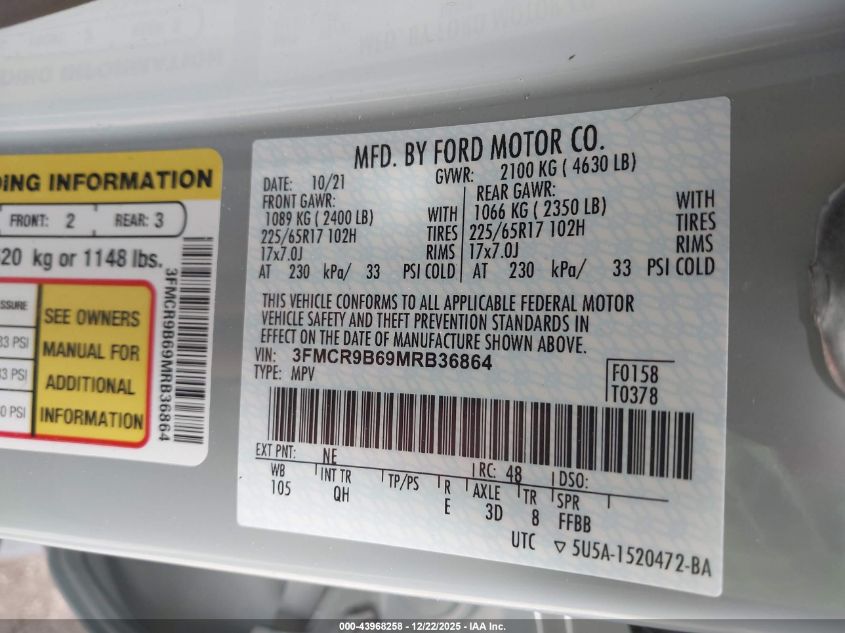 DING INFORMATION
FRONT: 2 REAR: 3
20 kg or 1148 lbs.
SSURE
33 PSI
33 PSI
0 PSI
SEE OWNERS
MANUAL FOR
ADDITIONAL
INFORMATION
3FMCR9B69MRB36864
MFD. BY FORD MOTOR CO.
DATE: 10/21 GVWR: 2100 KG ( 4630 LB)
FRONT GAWR: REAR GAWR:
1089 KG ( 2400 LB) WITH 1066 KG ( 2350 LB) WITH
225/65R17 102H TIRES 225/65R17 102H TIRES
17x7.0J RIMS 17x7.0J RIMS
AT 230 kPa/ 33 PSI COLD AT 230 kPa/ 33 PSI COLD
THIS VEHICLE CONFORMS TO ALL APPLICABLE FEDERAL MOTOR
VEHICLE SAFETY AND THEFT PREVENTION STANDARDS IN
EFFECT ON THE DATE OF MANUFACTURE SHOWN ABOVE.
VIN: 3FMCR9B69MRB36864
TYPE: MPV
F0158
T0378
EXT PNT: NE RC: 48 DSO:
WB INT TR TP/PS R AXLE TR SPR
105 QH E 3D 8 FFBB
UTC ▽ 5U5A-1520472-BA
000-43968258 • 12/22/2025 • IAA Inc.